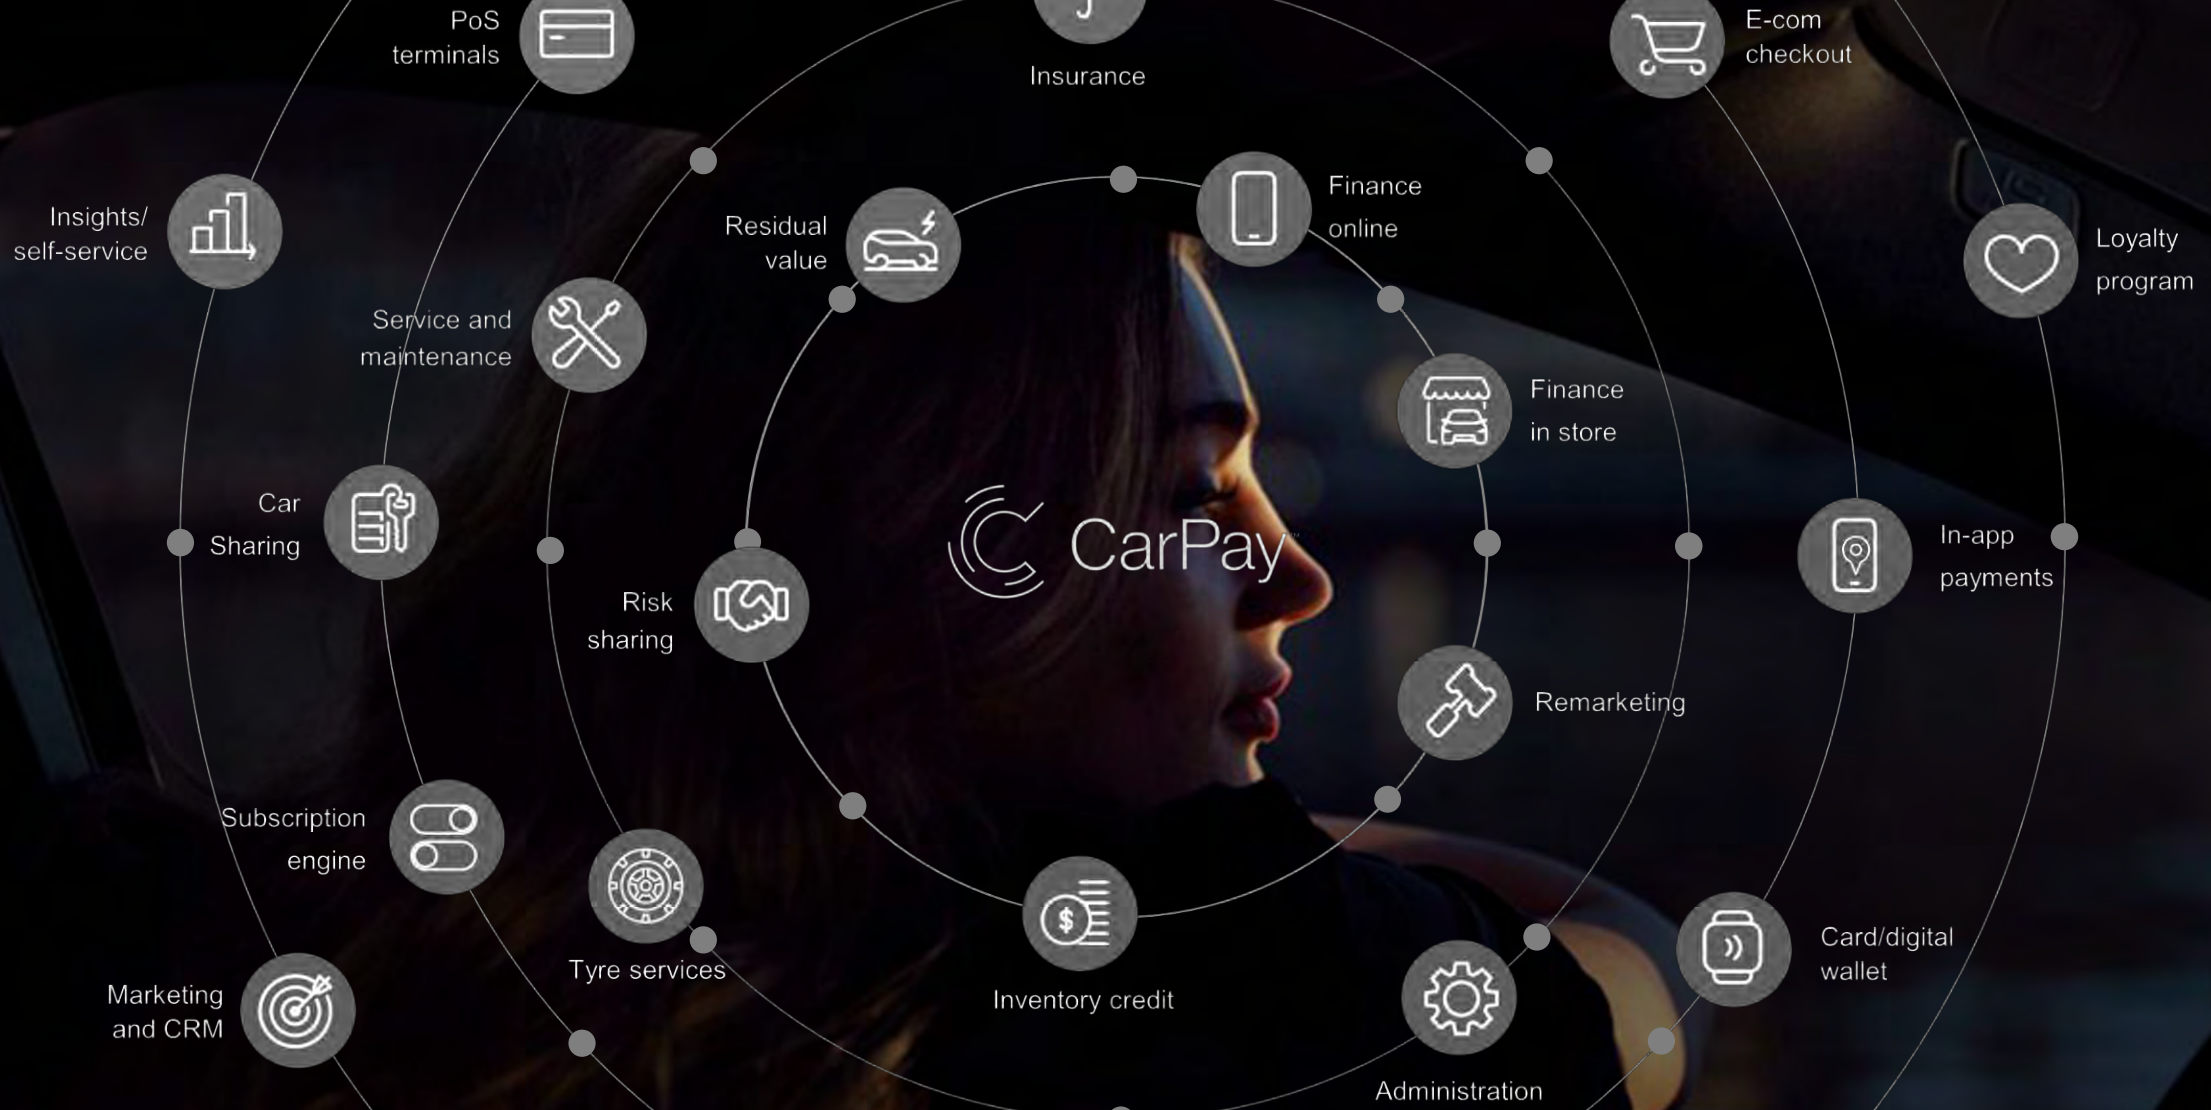 PoS
terminals
Insurance
E-com
checkout
Insights/
self-service
Residual
value
Finance
online
Loyalty
program
Service and
maintenance
Finance
in store
Car
Sharing
CarPay
In-app
payments
Risk
sharing
Remarketing
Subscription
engine
Tyre services
Inventory credit
Card/digital
wallet
Marketing
and CRM
Administration
$